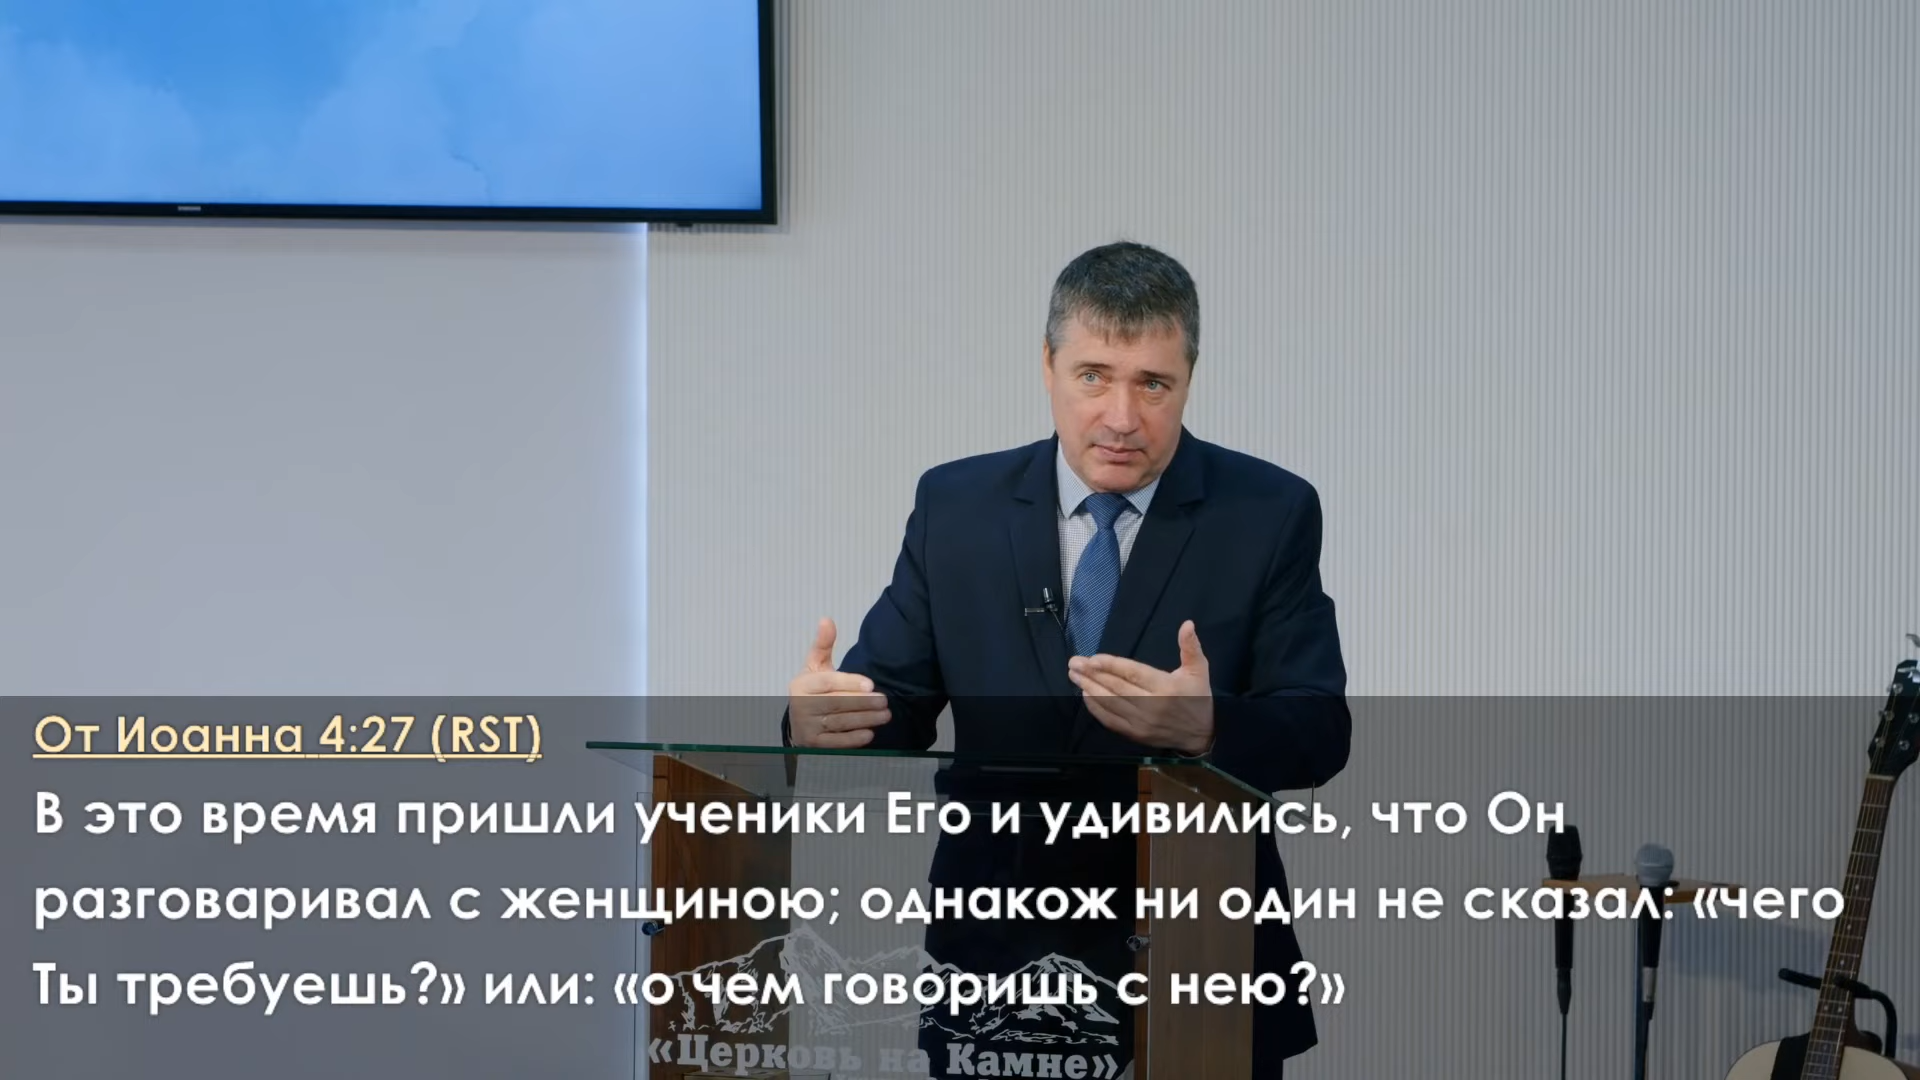 От Иоанна 4:27 (RST)
В это время пришли ученики Его и удивились, что Он
разговаривал с женщиною; однакож ни один не сказал: «чего
Ты требуешь?» или: «о чем говоришь с нею?»
«Церковь на Камне»